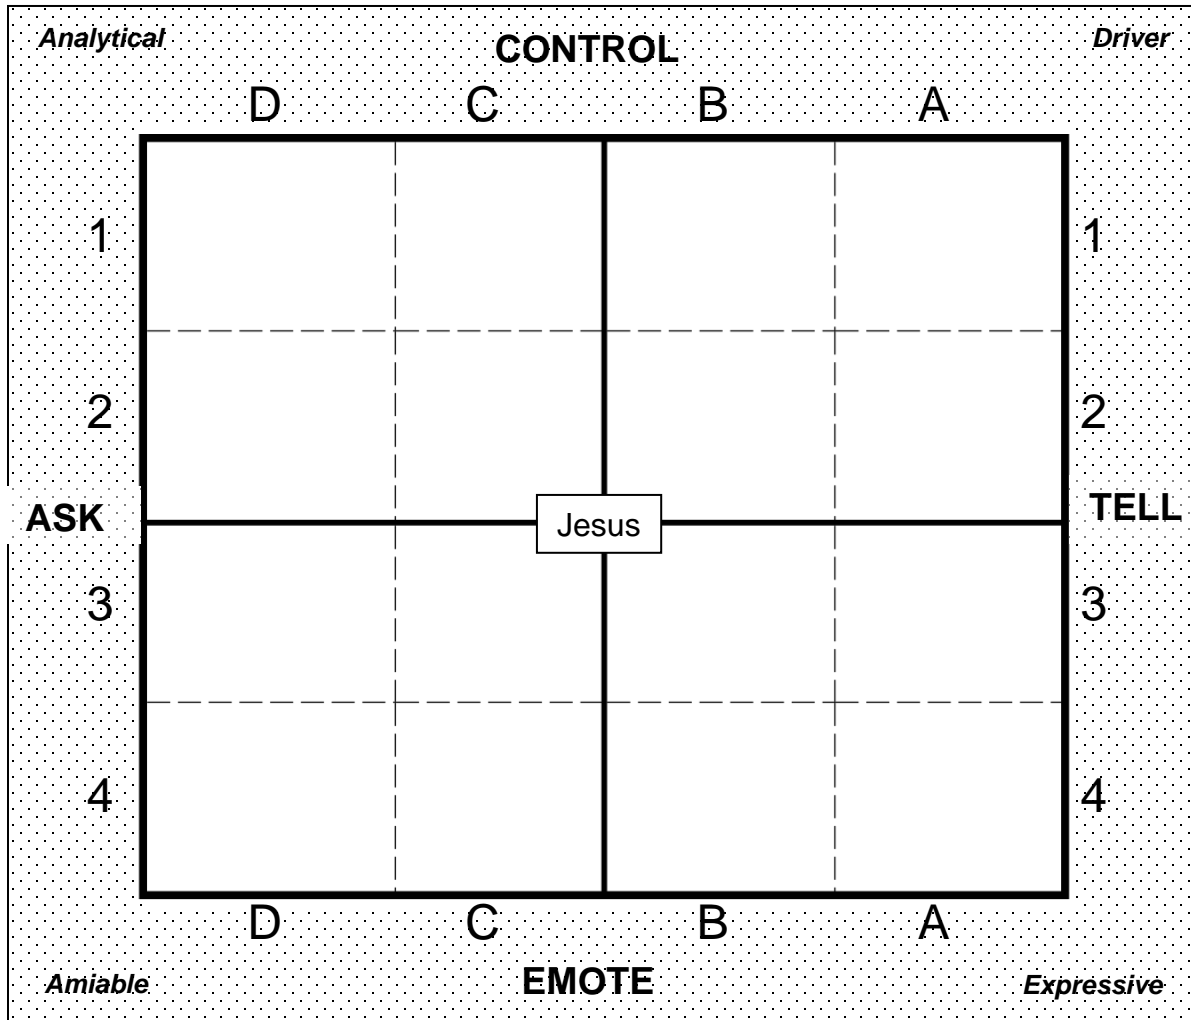 Analytical CONTROL Driver
D C B A
1 1
2 2
ASK Jesus TELL
3 3
4 4
D C B A
Amiable EMOTE Expressive